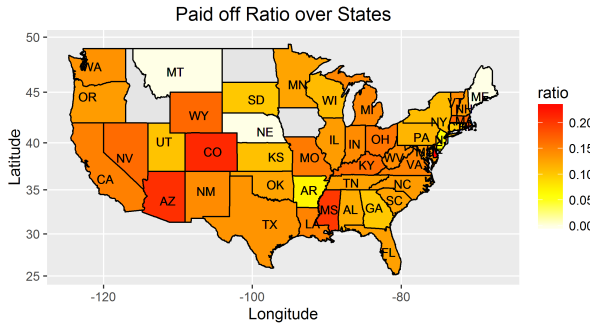 Paid off Ratio over States
50
45
40
35
30
25
Latitude
-120
-100
-80
Longitude
ratio
0.20
0.15
0.10
0.05
0.00
WA
MT
ME
OR
MN
VT
NH
SD
WI
MI
NY
WY
NE
PA
UT
CO
NV
KS
IL
IN
OH
WV
VA
MO
KY
CA
AZ
NM
OK
AR
TN
NC
SC
TX
LA
MS
AL
GA
FL